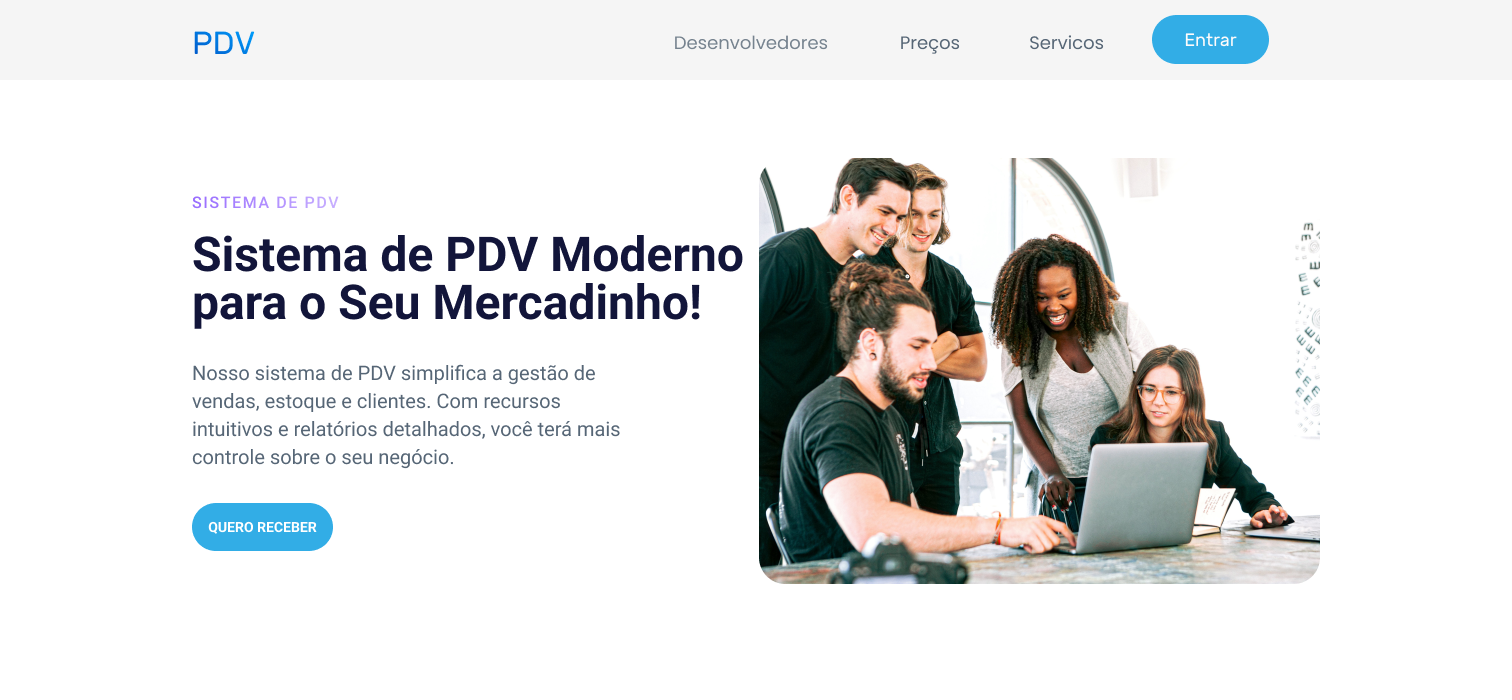 PDV
Desenvolvedores
Preços
Servicos
Entrar
SISTEMA DE PDV
Sistema de PDV Moderno
para o Seu Mercadinho!
Nosso sistema de PDV simplifica a gestão de
vendas, estoque e clientes. Com recursos
intuitivos e relatórios detalhados, você terá mais
controle sobre o seu negócio.
QUERO RECEBER